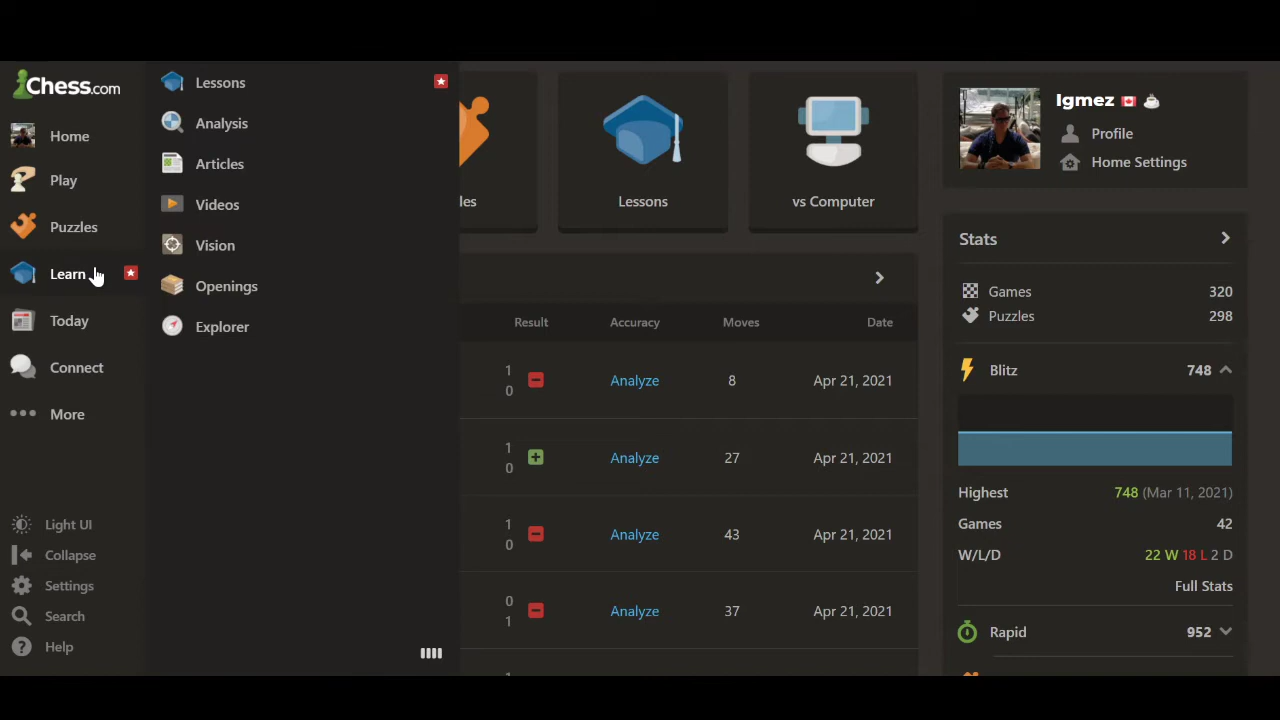 Chess.com
Home
Play
Puzzles
Learn
Today
Connect
More
Light UI
Collapse
Settings
Search
Help
Lessons
Analysis
Articles
Videos
Vision
Openings
Explorer
les
Lessons
vs Computer
Result Accuracy Moves Date
1
0 Analyze 8 Apr 21, 2021
1
0 Analyze 27 Apr 21, 2021
1
0 Analyze 43 Apr 21, 2021
0
1 Analyze 37 Apr 21, 2021
Igmez
Profile
Home Settings
Stats
Games 320
Puzzles 298
Blitz 748
Highest 748 (Mar 11, 2021)
Games 42
W/L/D 22 W 18 L 2 D
Full Stats
Rapid 952